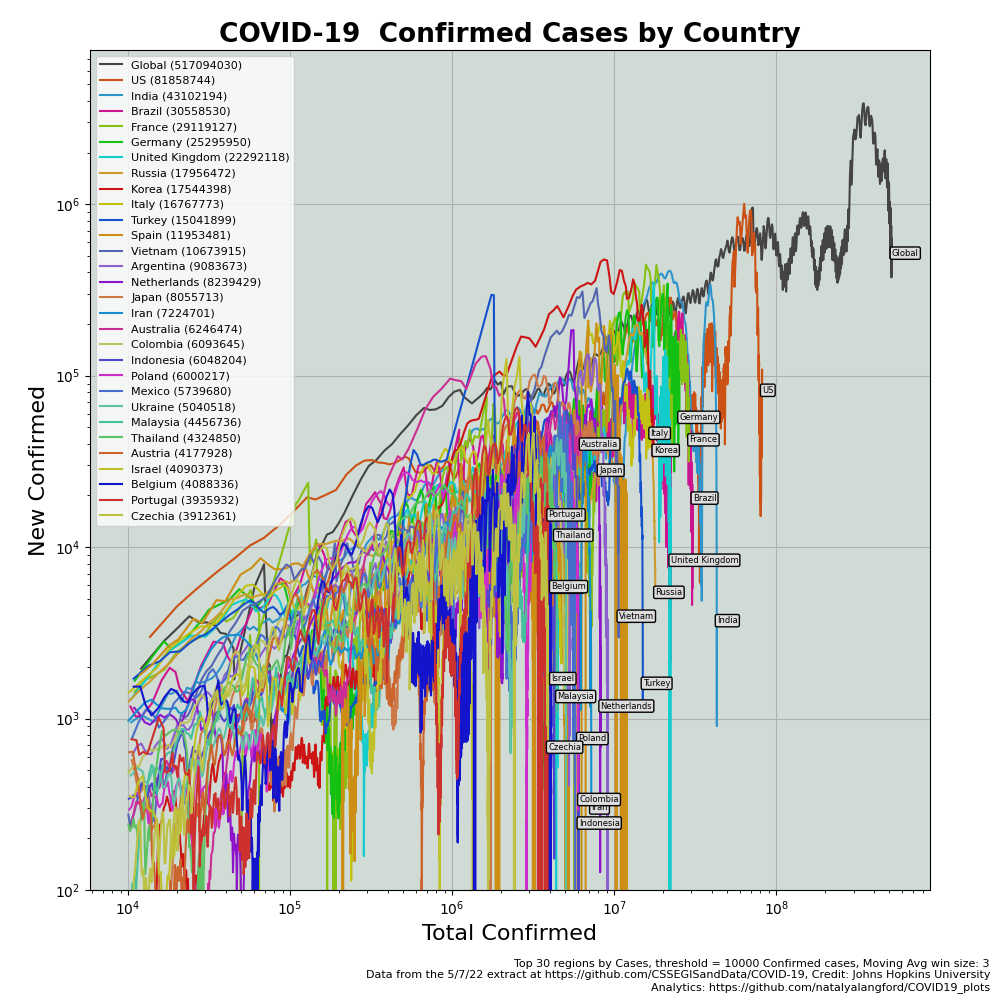 COVID-19  Confirmed Cases by Country
Global (517094030)
US (81858744)
India (43102194)
Brazil (30558530)
France (29119127)
Germany (25295950)
United Kingdom (22292118)
Russia (17956472)
Korea (17544398)
Italy (16767773)
Turkey (15041899)
Spain (11953481)
Vietnam (10673915)
Argentina (9083673)
Netherlands (8239429)
Japan (8055713)
Iran (7224701)
Australia (6246474)
Colombia (6093645)
Indonesia (6048204)
Poland (6000217)
Mexico (5739680)
Ukraine (5040518)
Malaysia (4456736)
Thailand (4324850)
Austria (4177928)
Israel (4090373)
Belgium (4088336)
Portugal (3935932)
Czechia (3912361)
Global
US
Germany
Italy
France
Australia
Korea
Japan
Brazil
Portugal
Thailand
United Kingdom
Belgium
Russia
Vietnam
India
Israel
Turkey
Malaysia
Netherlands
Poland
Czechia
Colombia
Iran
Indonesia
New Confirmed
10^6
10^5
10^4
10^3
10^2
10^4 10^5 10^6 10^7 10^8
Total Confirmed
Top 30 regions by Cases, threshold = 10000 Confirmed cases, Moving Avg win size: 3
Data from the 5/7/22 extract at https://github.com/CSSEGISandData/COVID-19, Credit: Johns Hopkins University
Analytics: https://github.com/natalyalangford/COVID19_plots